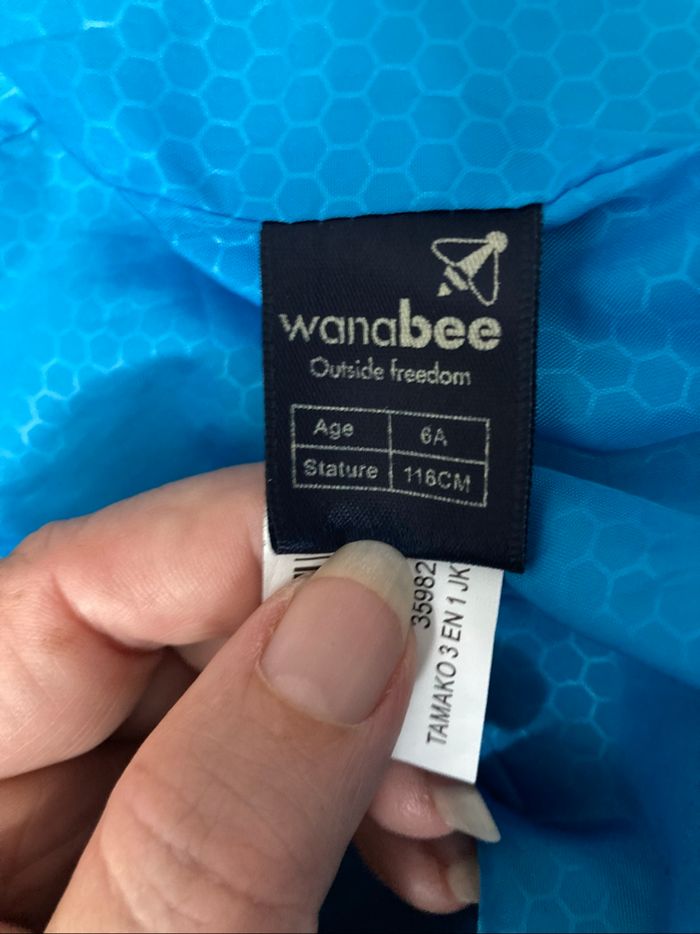 wanabee
Outside freedom
Age 6A
Stature 116CM
35982
TAMAKO 3 EN 1 JK